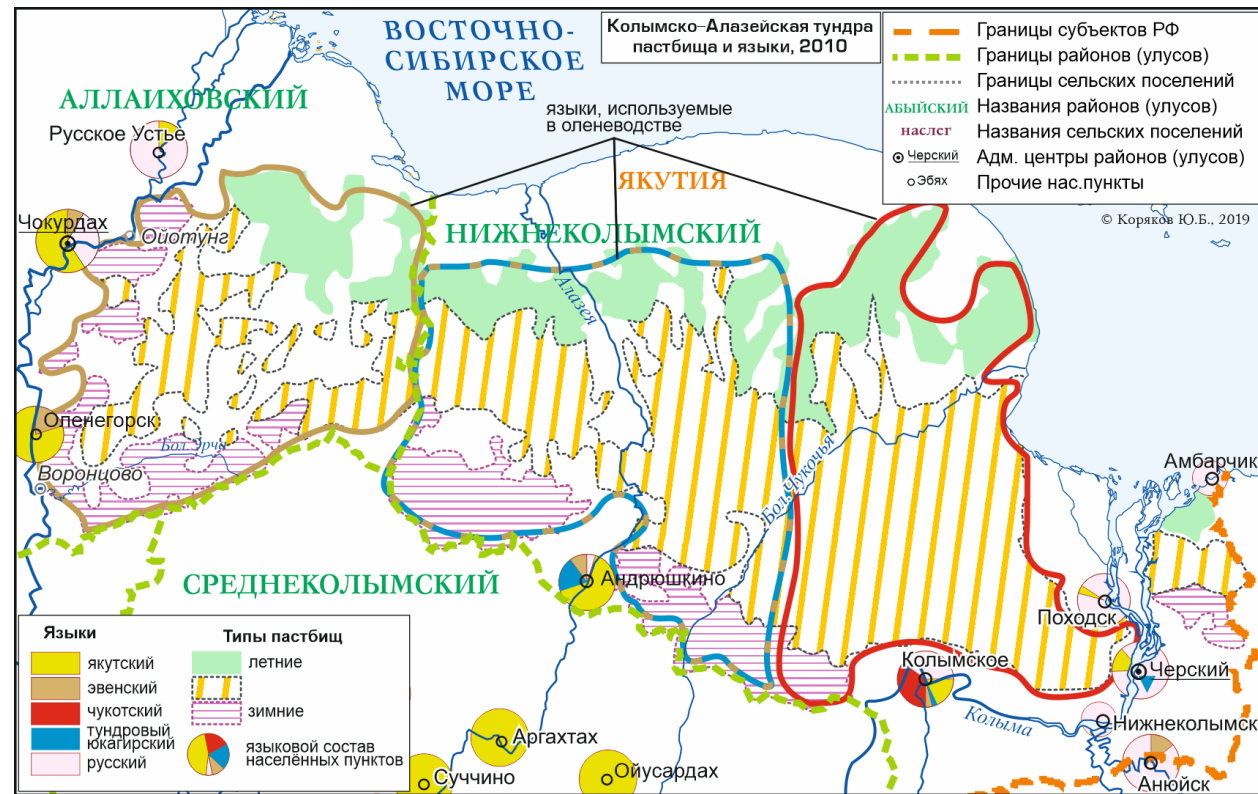 Колымско-Алазейская тундра
пастбища и языки, 2010
Границы субъектов РФ
Границы районов (улусов)
Границы сельских поселений
АБЫЙСКИЙ Названия районов (улусов)
наслег Названия сельских поселений
Черский Адм. центры районов (улусов)
Эбях Прочие нас.пункты
© Коряков Ю.Б., 2019
ВОСТОЧНО-
СИБИРСКОЕ
МОРЕ
АЛЛАИХОВСКИЙ
Русское Устье
языки, используемые
в оленеводстве
ЯКУТИЯ
Чокурдах
Ойотунг
НИЖНЕКОЛЫМСКИЙ
Алазея
Оленегорск
Бол.Эрча
Воронцово
Бол.Чукочья
Амбарчик
СРЕДНЕКОЛЫМСКИЙ
Андрюшкино
Походск
Колымское
Черский
Колыма
Нижнеколымск
Аргахтах
Суччино
Ойусардах
Анюйск
Языки
якутский
эвенский
чукотский
тундровый
юкагирский
русский
Типы пастбищ
летние
зимние
языковой состав
населённых пунктов